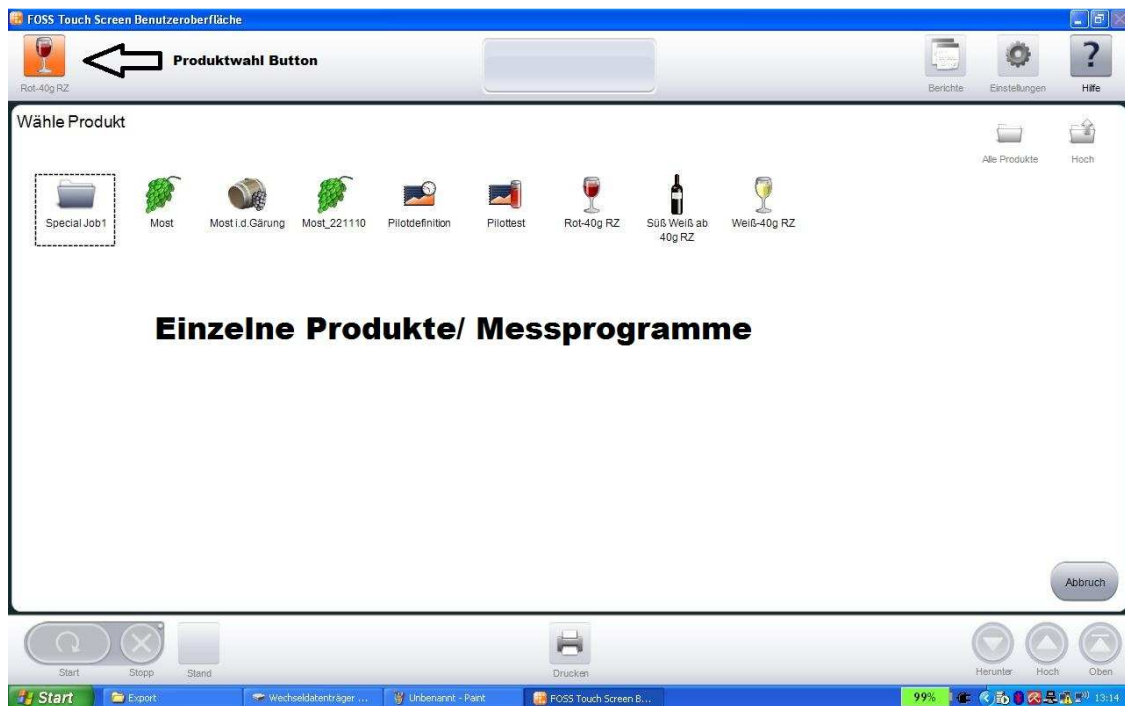 FOSS Touch Screen Benutzeroberfläche
Produktwahl Button
Rot-40g RZ
Berichte
Einstellungen
?
Hilfe
Wähle Produkt
Alle Produkte
Hoch
Special Job1
Most
Most i.d.Gärung
Most_221110
Pilotdefinition
Pilottest
Rot-40g RZ
Süß Weiß ab
40g RZ
Weiß-40g RZ
Einzelne Produkte/ Messprogramme
Abbruch
Start
Stopp
Stand
Drucken
Herunter
Hoch
Oben
Start
Export
Wechseldatenträger ...
Unbenannt - Paint
FOSS Touch Screen B...
99%
13:14